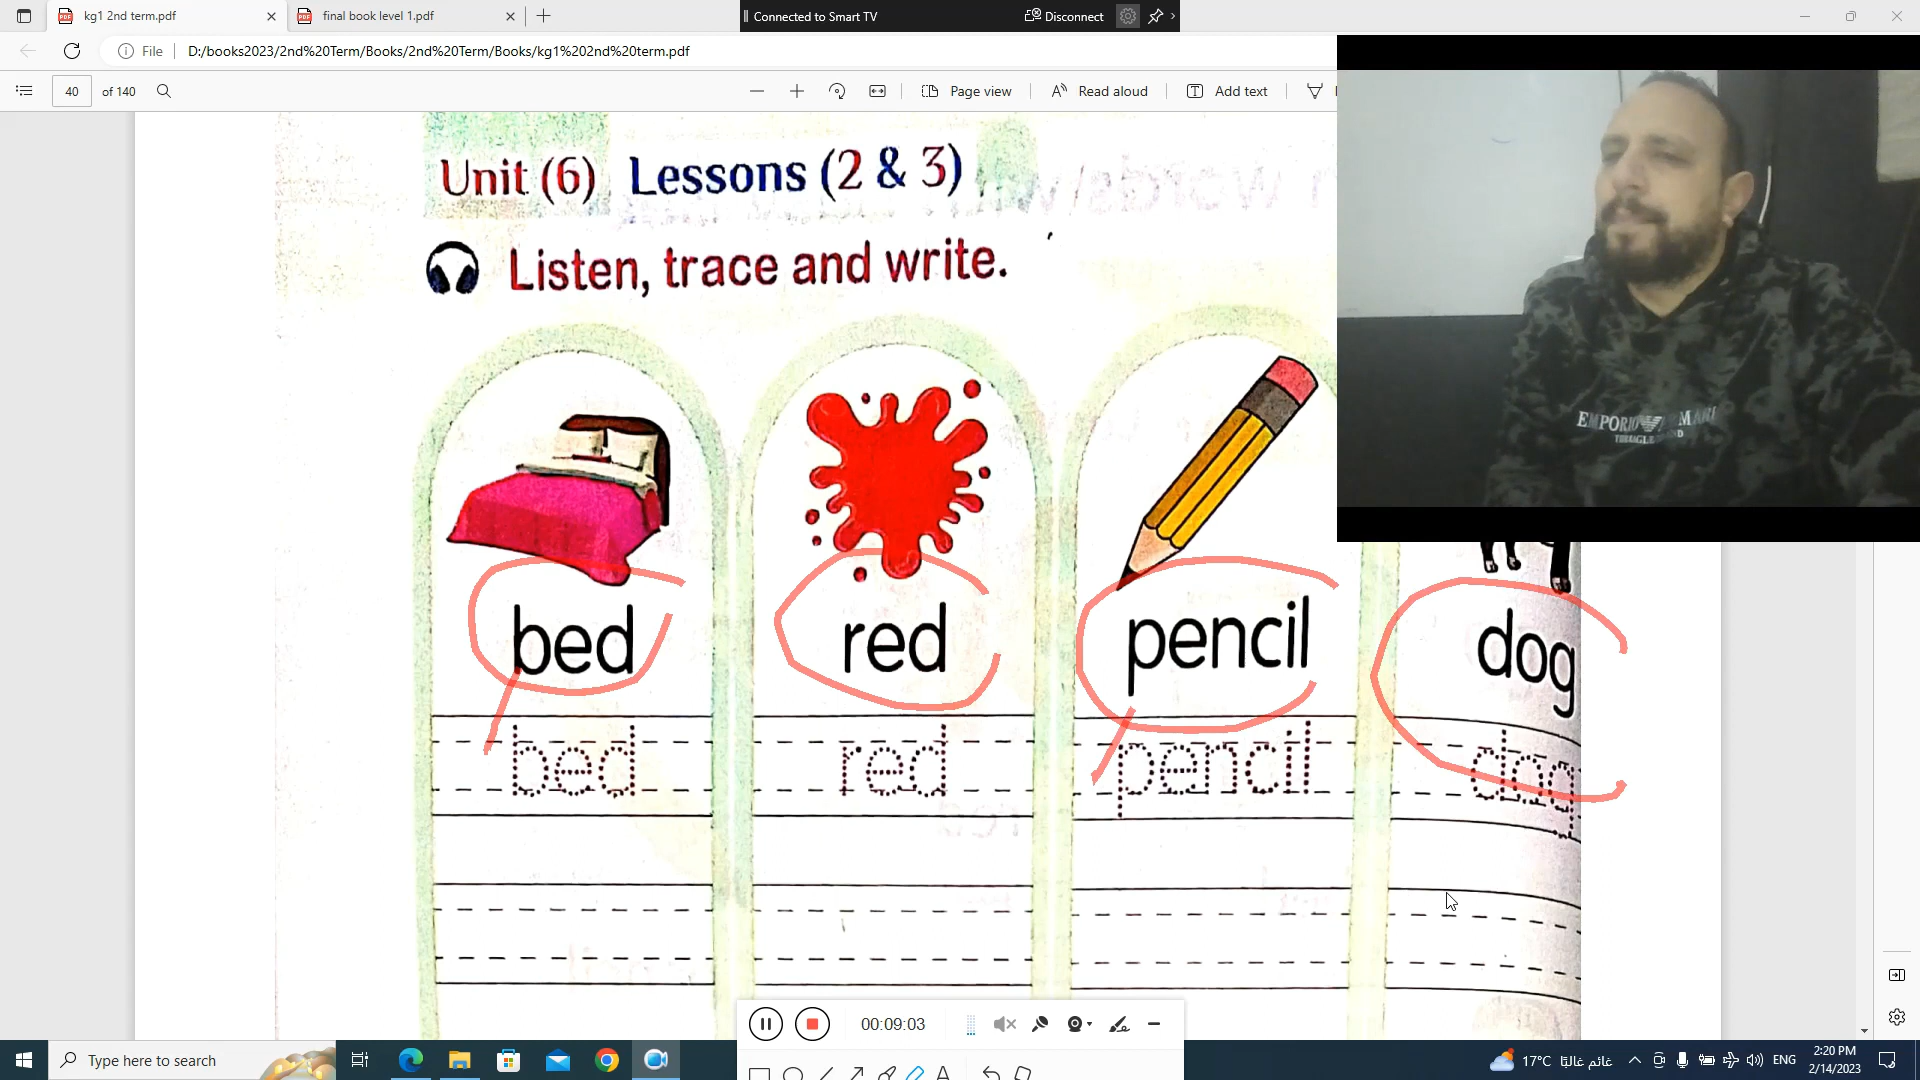 kg1 2nd term.pdf
final book level 1.pdf
Connected to Smart TV
Disconnect
File
D:/books2023/2nd%20Term/Books/2nd%20Term/Books/kg1%202nd%20term.pdf
40 of 140
Page view
Read aloud
Add text
Unit (6) Lessons (2 & 3)
Listen, trace and write.
bed red pencil dog
bed red pencil dog
00:09:03
Type here to search
17°C غائم غالبًا
ENG
2:20 PM
2/14/2023